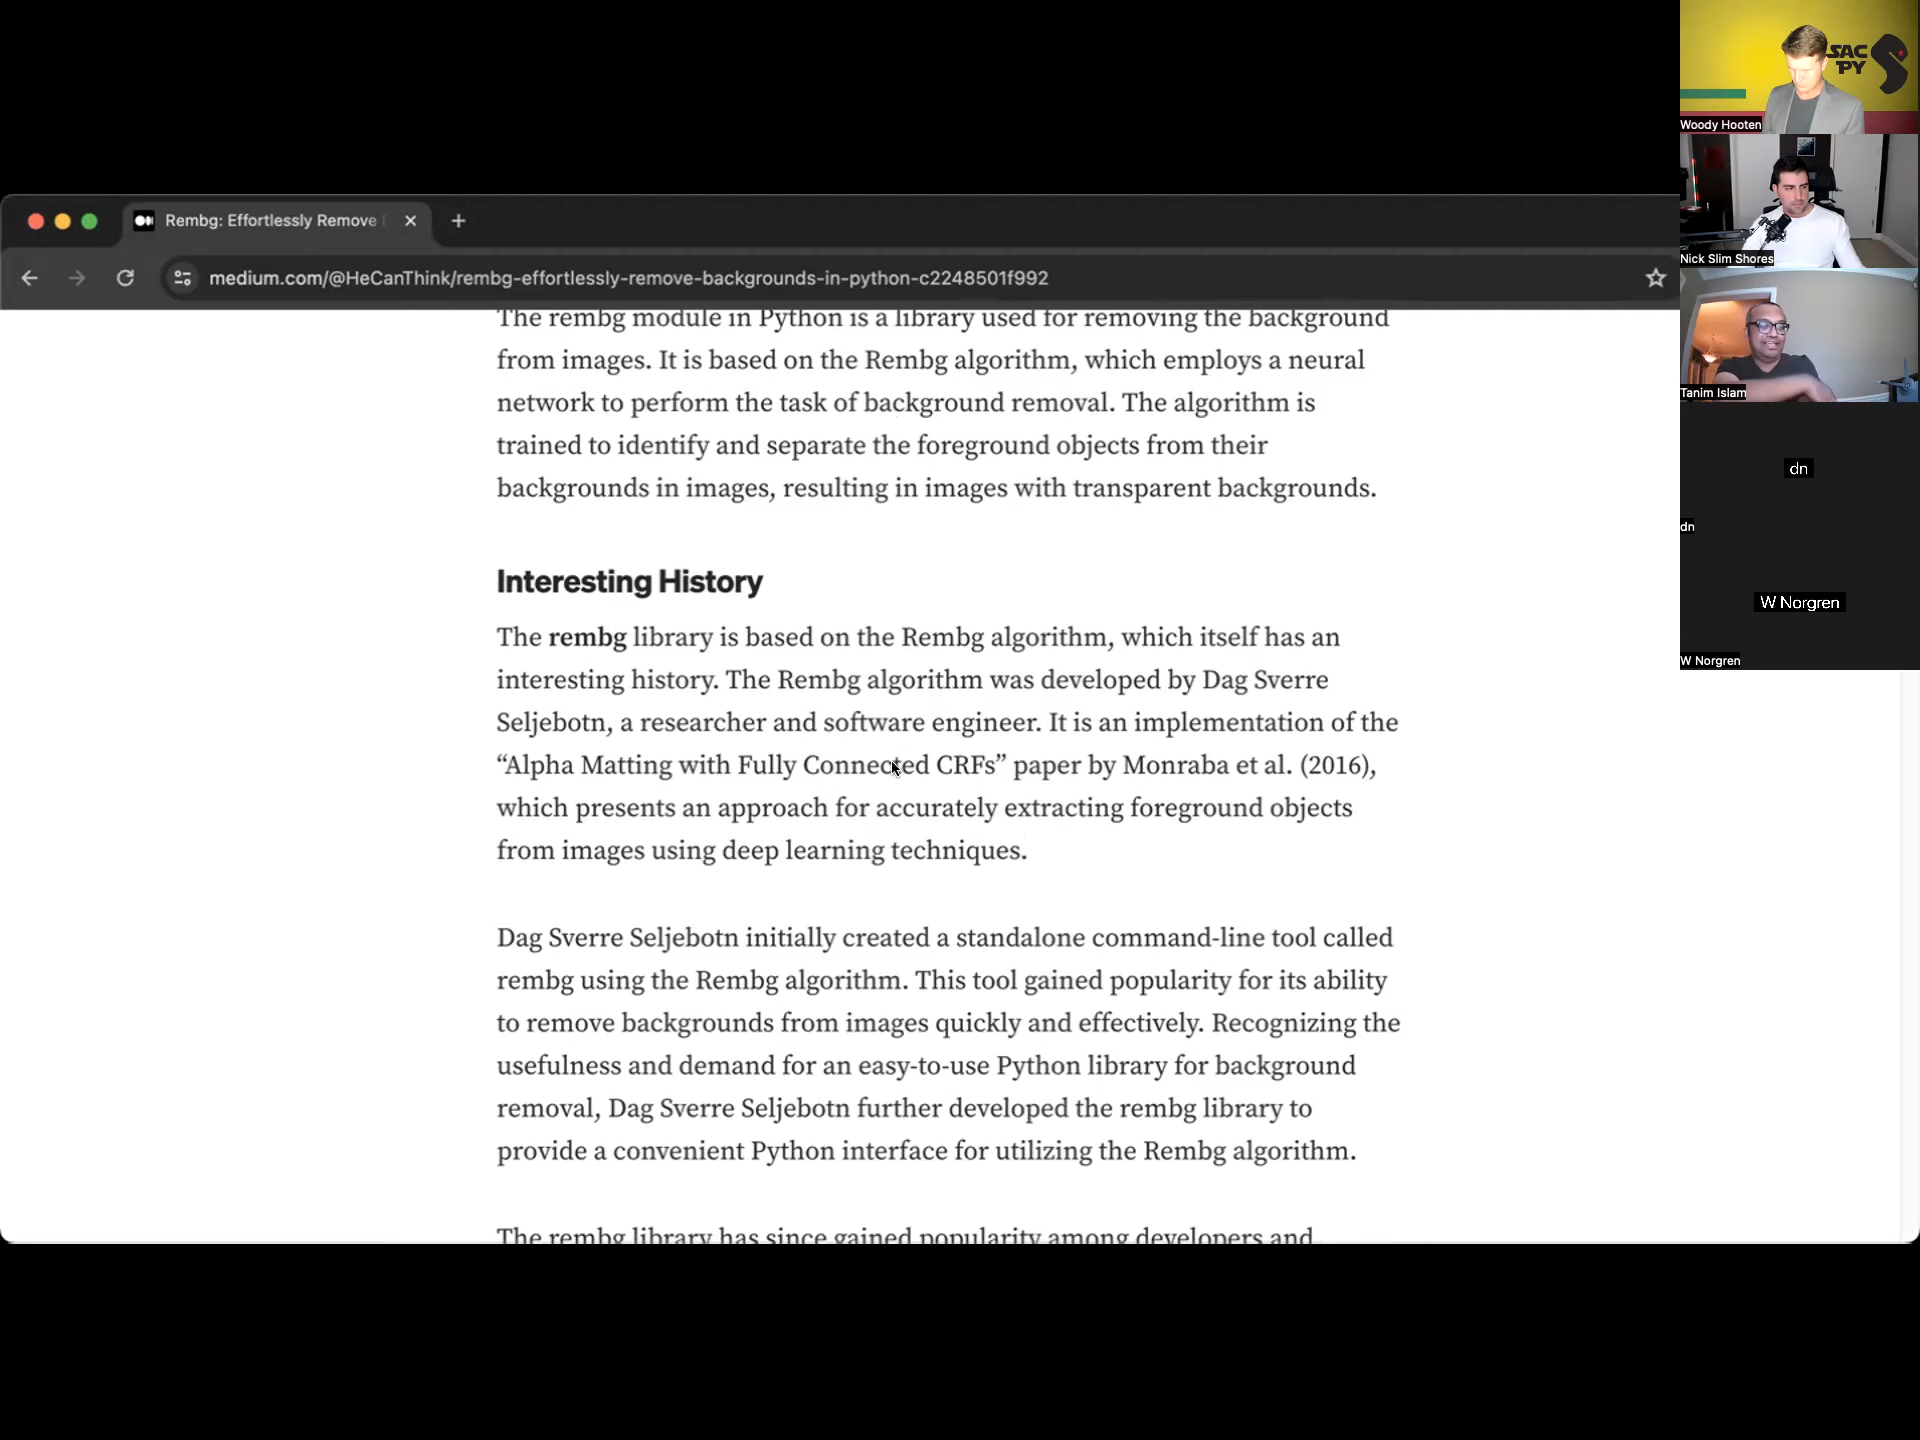 Rembg: Effortlessly Remove
medium.com/@HeCanThink/rembg-effortlessly-remove-backgrounds-in-python-c2248501f992
The rembg module in Python is a library used for removing the background
from images. It is based on the Rembg algorithm, which employs a neural
network to perform the task of background removal. The algorithm is
trained to identify and separate the foreground objects from their
backgrounds in images, resulting in images with transparent backgrounds.
Interesting History
The rembg library is based on the Rembg algorithm, which itself has an
interesting history. The Rembg algorithm was developed by Dag Sverre
Seljebotn, a researcher and software engineer. It is an implementation of the
“Alpha Matting with Fully Connected CRFs” paper by Monraba et al. (2016),
which presents an approach for accurately extracting foreground objects
from images using deep learning techniques.
Dag Sverre Seljebotn initially created a standalone command-line tool called
rembg using the Rembg algorithm. This tool gained popularity for its ability
to remove backgrounds from images quickly and effectively. Recognizing the
usefulness and demand for an easy-to-use Python library for background
removal, Dag Sverre Seljebotn further developed the rembg library to
provide a convenient Python interface for utilizing the Rembg algorithm.
The rembg library has since gained popularity among developers and
SAC
PY
Woody Hooten
Nick Slim Shores
Tanim Islam
dn
dn
W Norgren
W Norgren